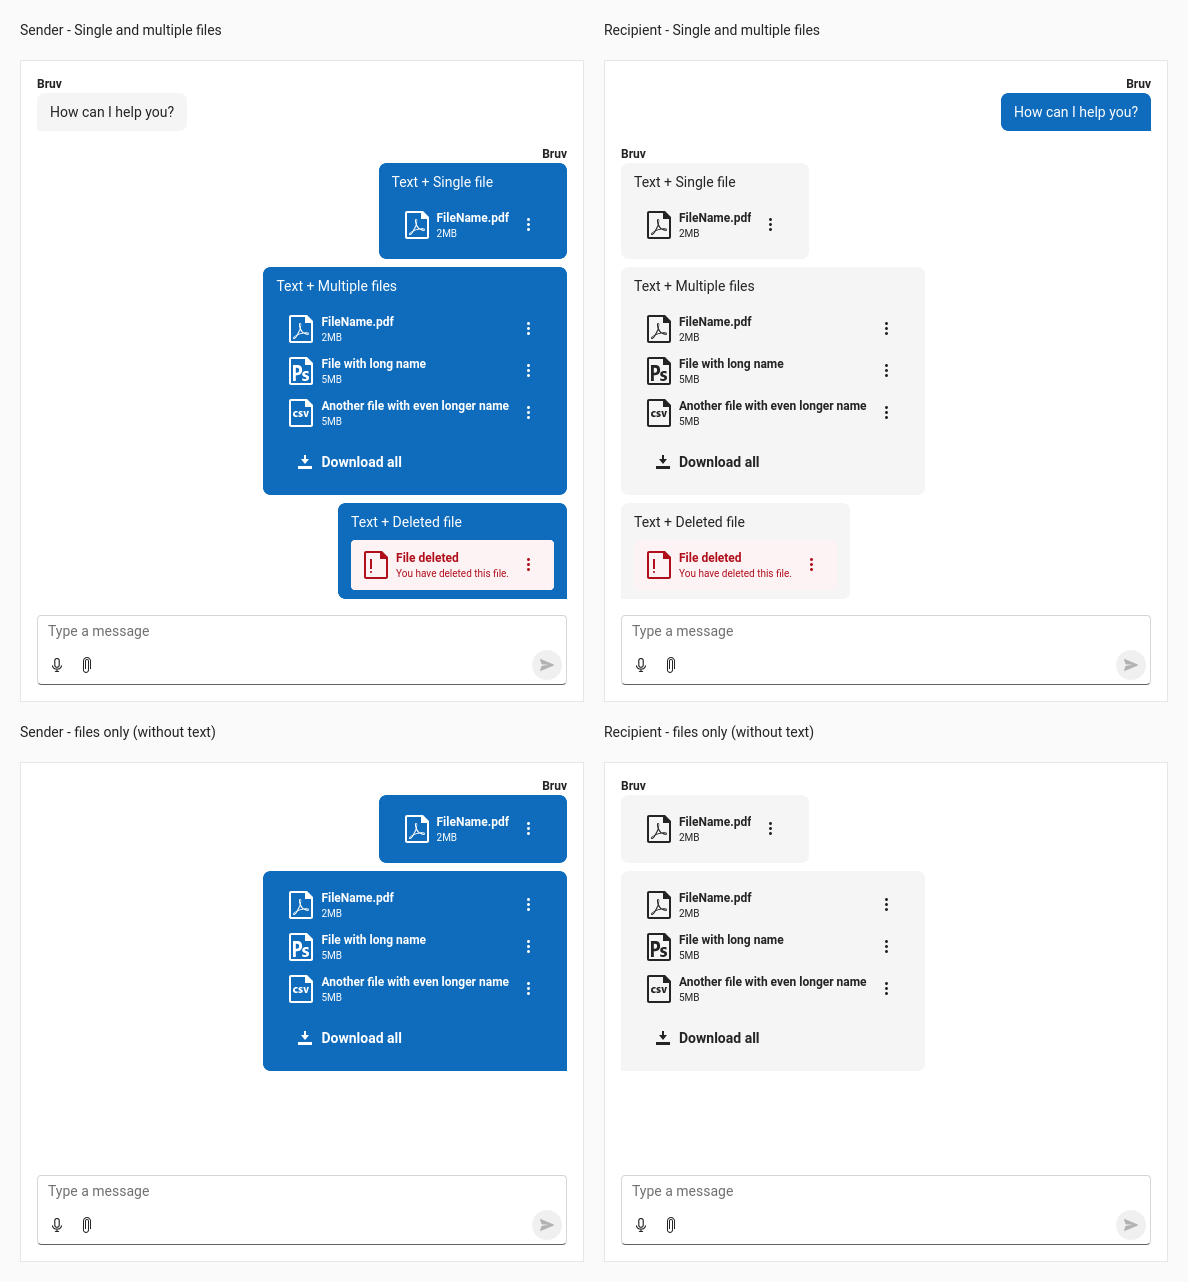 Sender - Single and multiple files
Bruv
How can I help you?
Bruv
Text + Single file
FileName.pdf
2MB
Text + Multiple files
FileName.pdf
2MB
Ps
File with long name
5MB
csv
Another file with even longer name
5MB
Download all
Text + Deleted file
File deleted
You have deleted this file.
Type a message
Recipient - Single and multiple files
Bruv
How can I help you?
Bruv
Text + Single file
FileName.pdf
2MB
Text + Multiple files
FileName.pdf
2MB
Ps
File with long name
5MB
csv
Another file with even longer name
5MB
Download all
Text + Deleted file
File deleted
You have deleted this file.
Type a message
Sender - files only (without text)
Bruv
FileName.pdf
2MB
FileName.pdf
2MB
Ps
File with long name
5MB
csv
Another file with even longer name
5MB
Download all
Type a message
Recipient - files only (without text)
Bruv
FileName.pdf
2MB
FileName.pdf
2MB
Ps
File with long name
5MB
csv
Another file with even longer name
5MB
Download all
Type a message